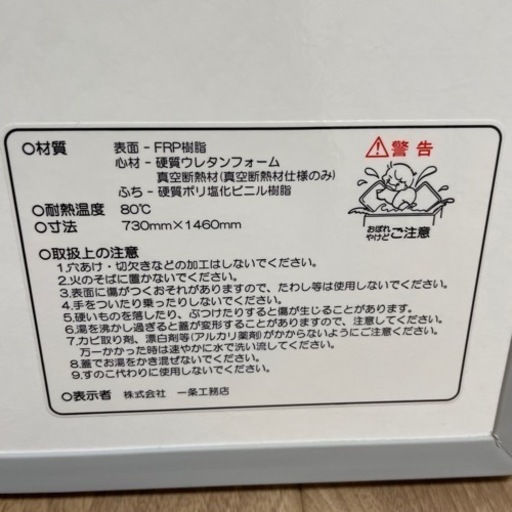 ○材質 表面 - FRP樹脂
心材 - 硬質ウレタンフォーム
真空断熱材(真空断熱材仕様のみ)
ふち - 硬質ポリ塩化ビニル樹脂
○耐熱温度 80℃
○寸法 730mm×1460mm
⚠警告
おぼれ
やけど ご注意
○取扱上の注意
1.穴あけ・切欠きなどの加工はしないでください。
2.火のそばに置かないでください。
3.表面に傷がつくおそれがありますので、たわし等は使用しないでください。
4.手をついたり乗ったりしないでください。
5.硬いものを落したり、ぶつけたりすると傷が生じることがあります。
6.湯を沸かし過ぎると蓋が変形することがありますので、注意してください。
7.カビ取り剤、漂白剤等(アルカリ薬剤)がかからないようにご注意ください。
万一かかった時は速やかに水で洗い流してください。
8.蓋でお湯をかき混ぜないでください。
9.すのこ代わりに使用しないでください。
○表示者 株式会社 一条工務店